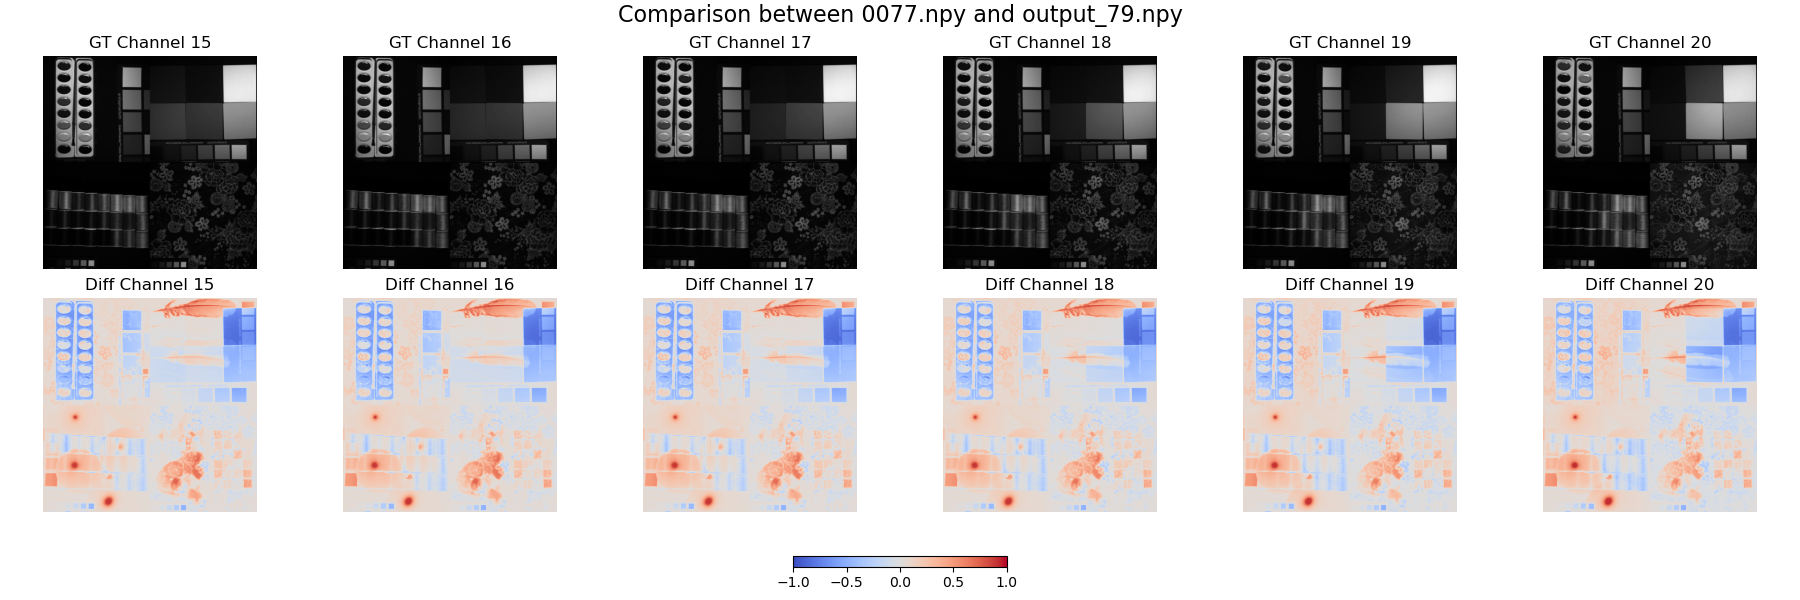 Comparison between 0077.npy and output_79.npy
GT Channel 15
GT Channel 16
GT Channel 17
GT Channel 18
GT Channel 19
GT Channel 20
Diff Channel 15
Diff Channel 16
Diff Channel 17
Diff Channel 18
Diff Channel 19
Diff Channel 20
−1.0 −0.5 0.0 0.5 1.0